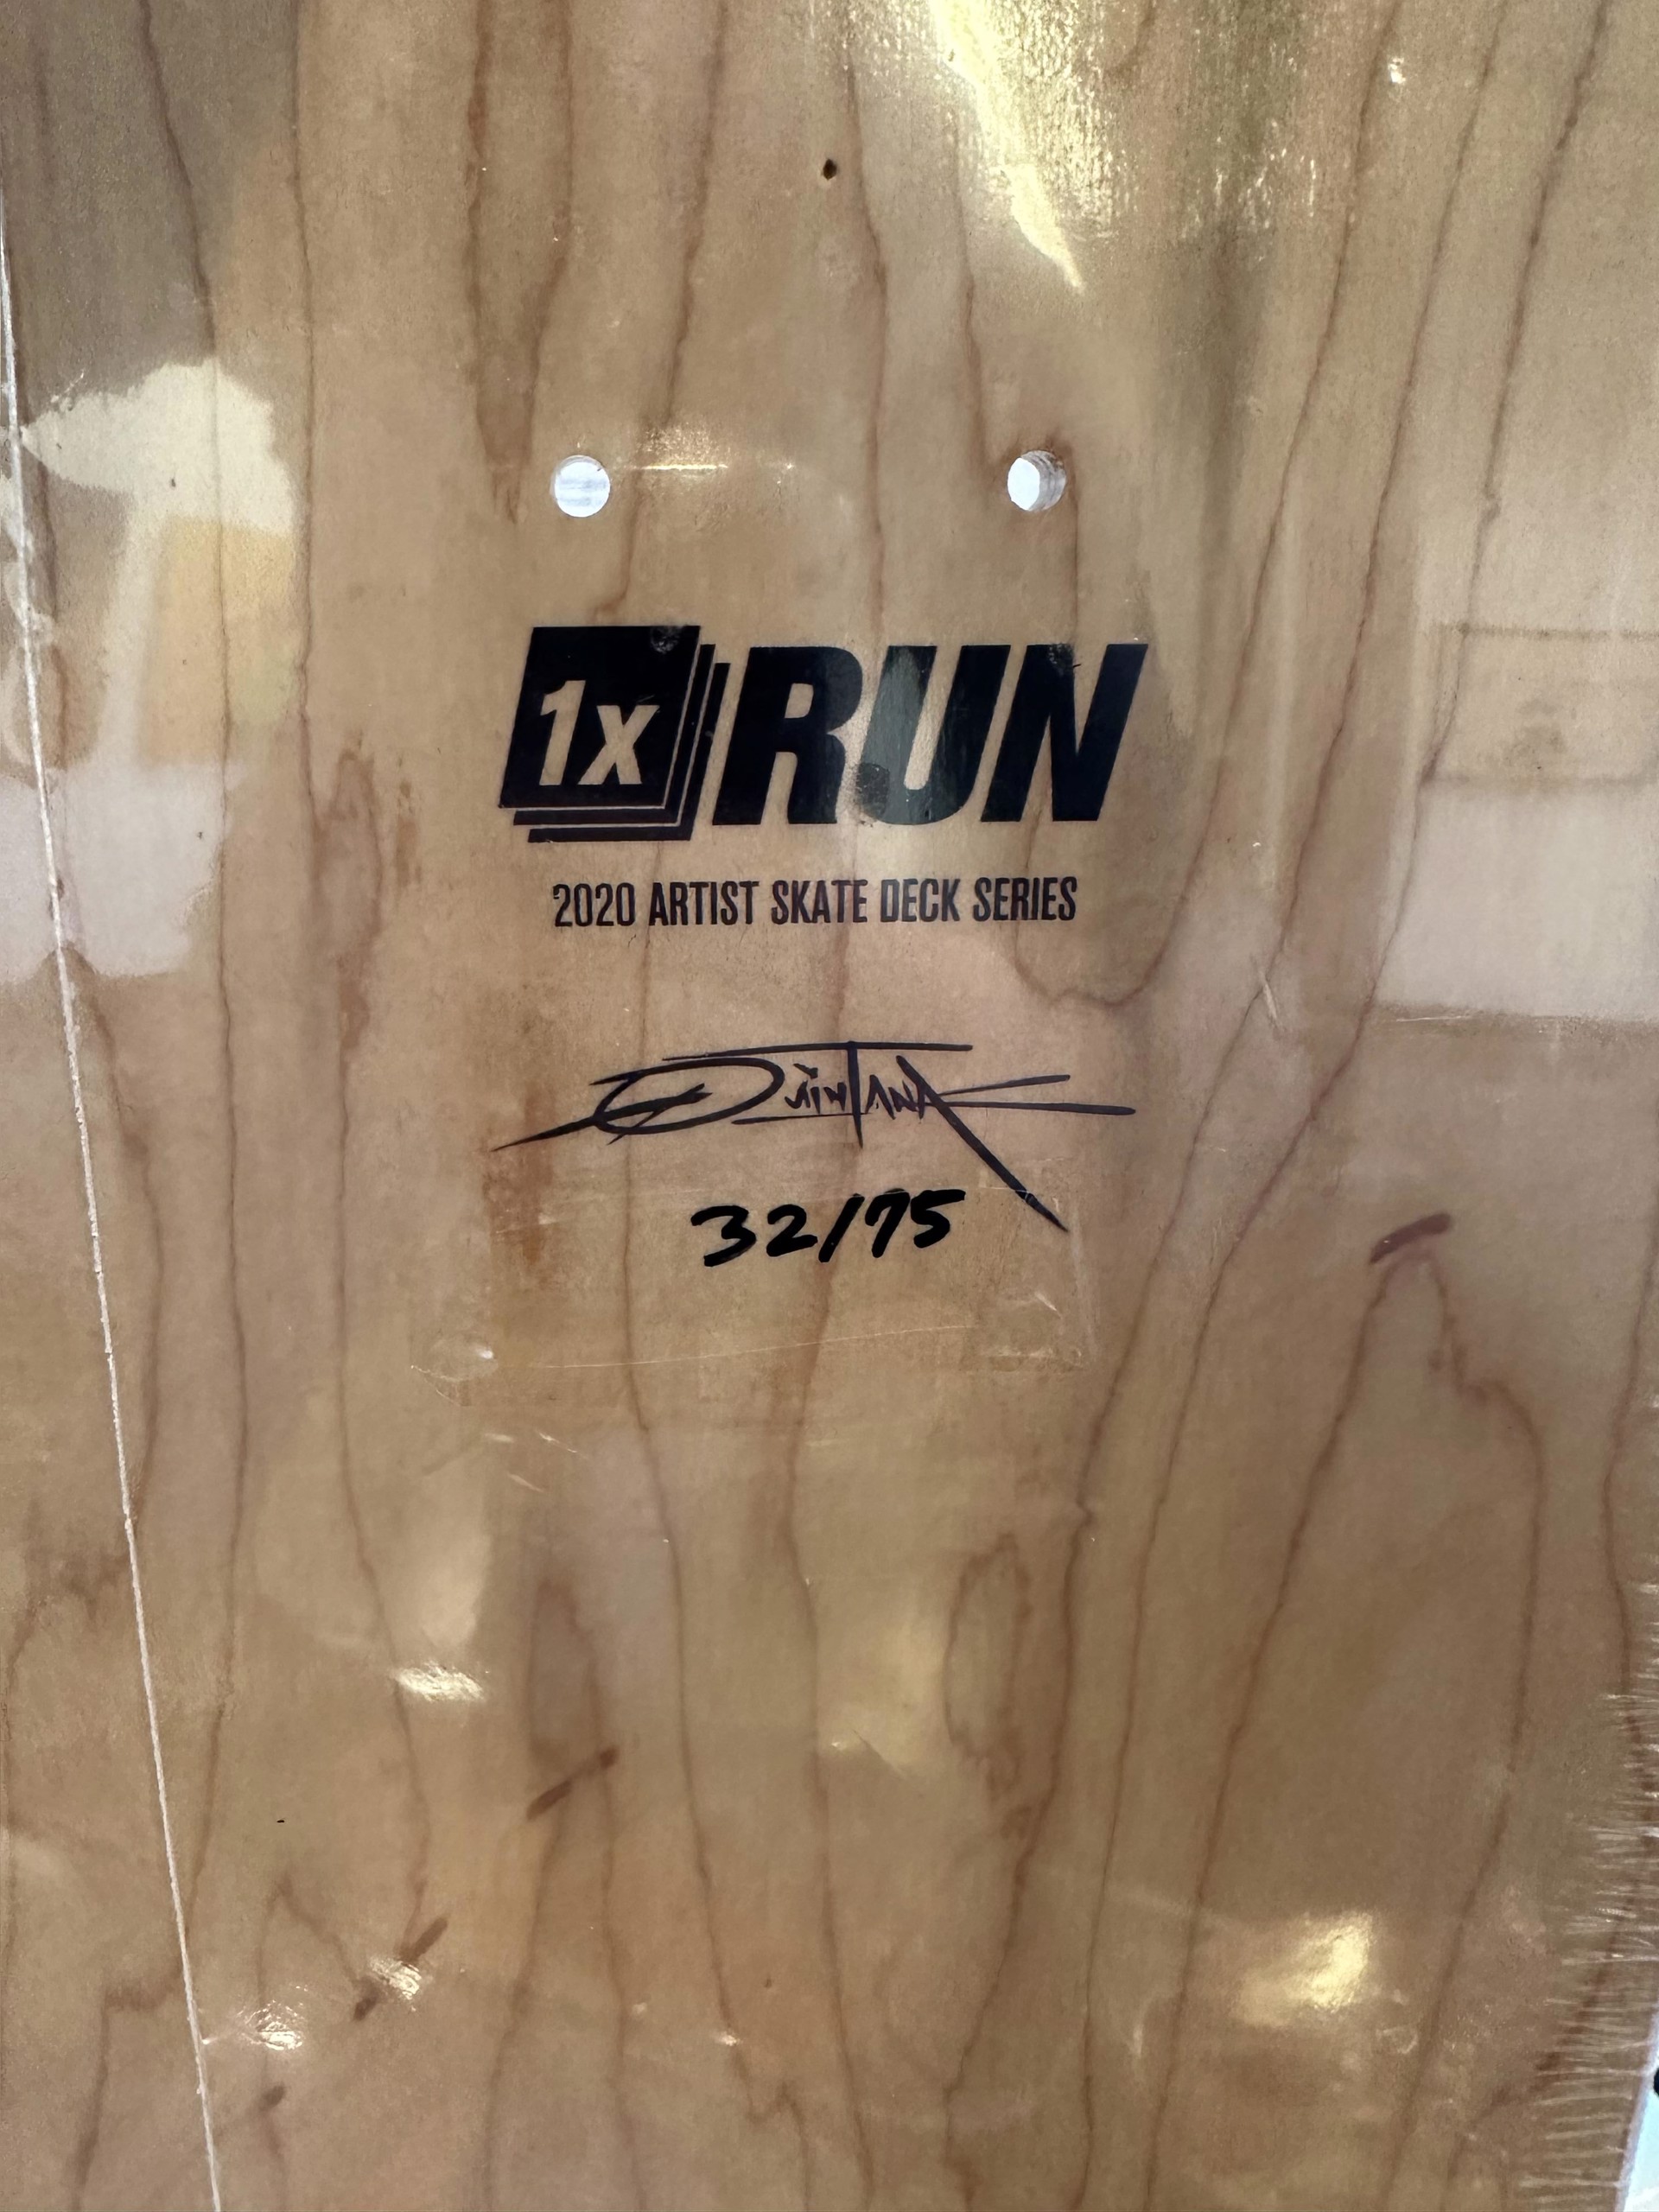 1x RUN
2020 ARTIST SKATE DECK SERIES
QUINTANA
32/75